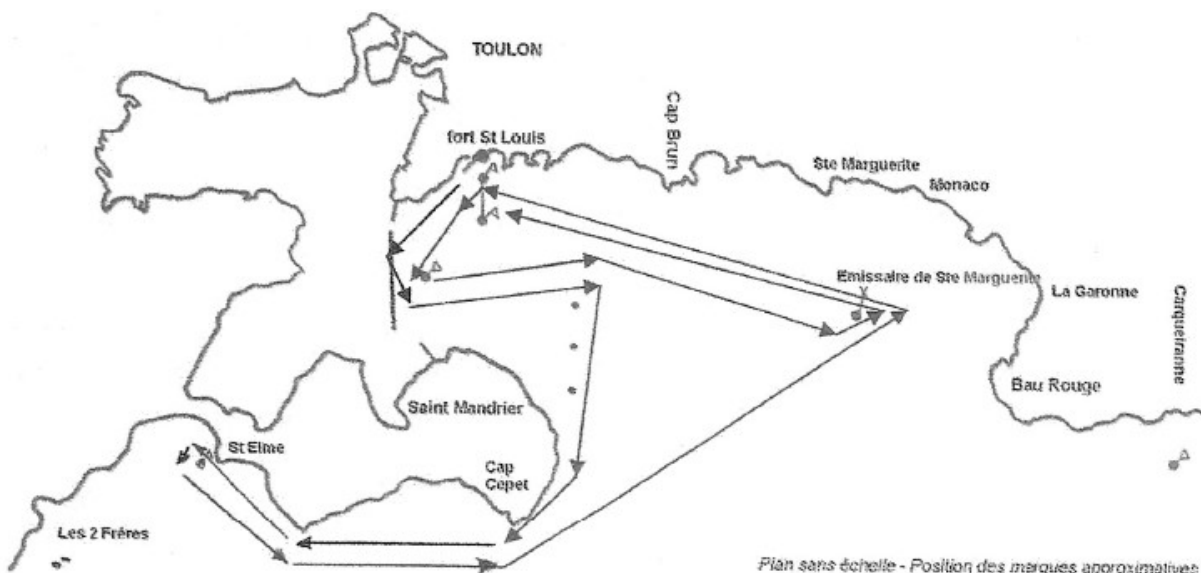 TOULON
fort St Louis
Cap Brun
Ste Marguerite
Monaco
Emissaire de Ste Marguerite
La Garonne
Carqueiranne
Bau Rouge
Saint Mandrier
St Elme
Cap
Cepet
Les 2 Fréres
Plan sans échelle - Position des marques approximatives